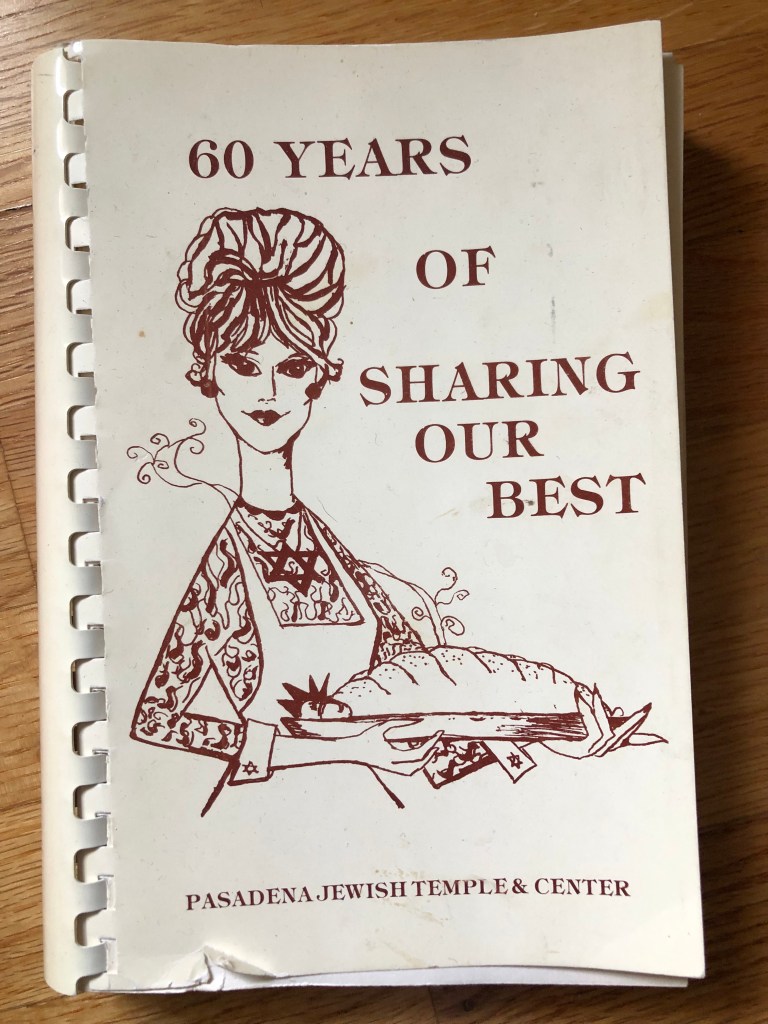 60 YEARS
OF
SHARING
OUR
BEST
PASADENA JEWISH TEMPLE & CENTER